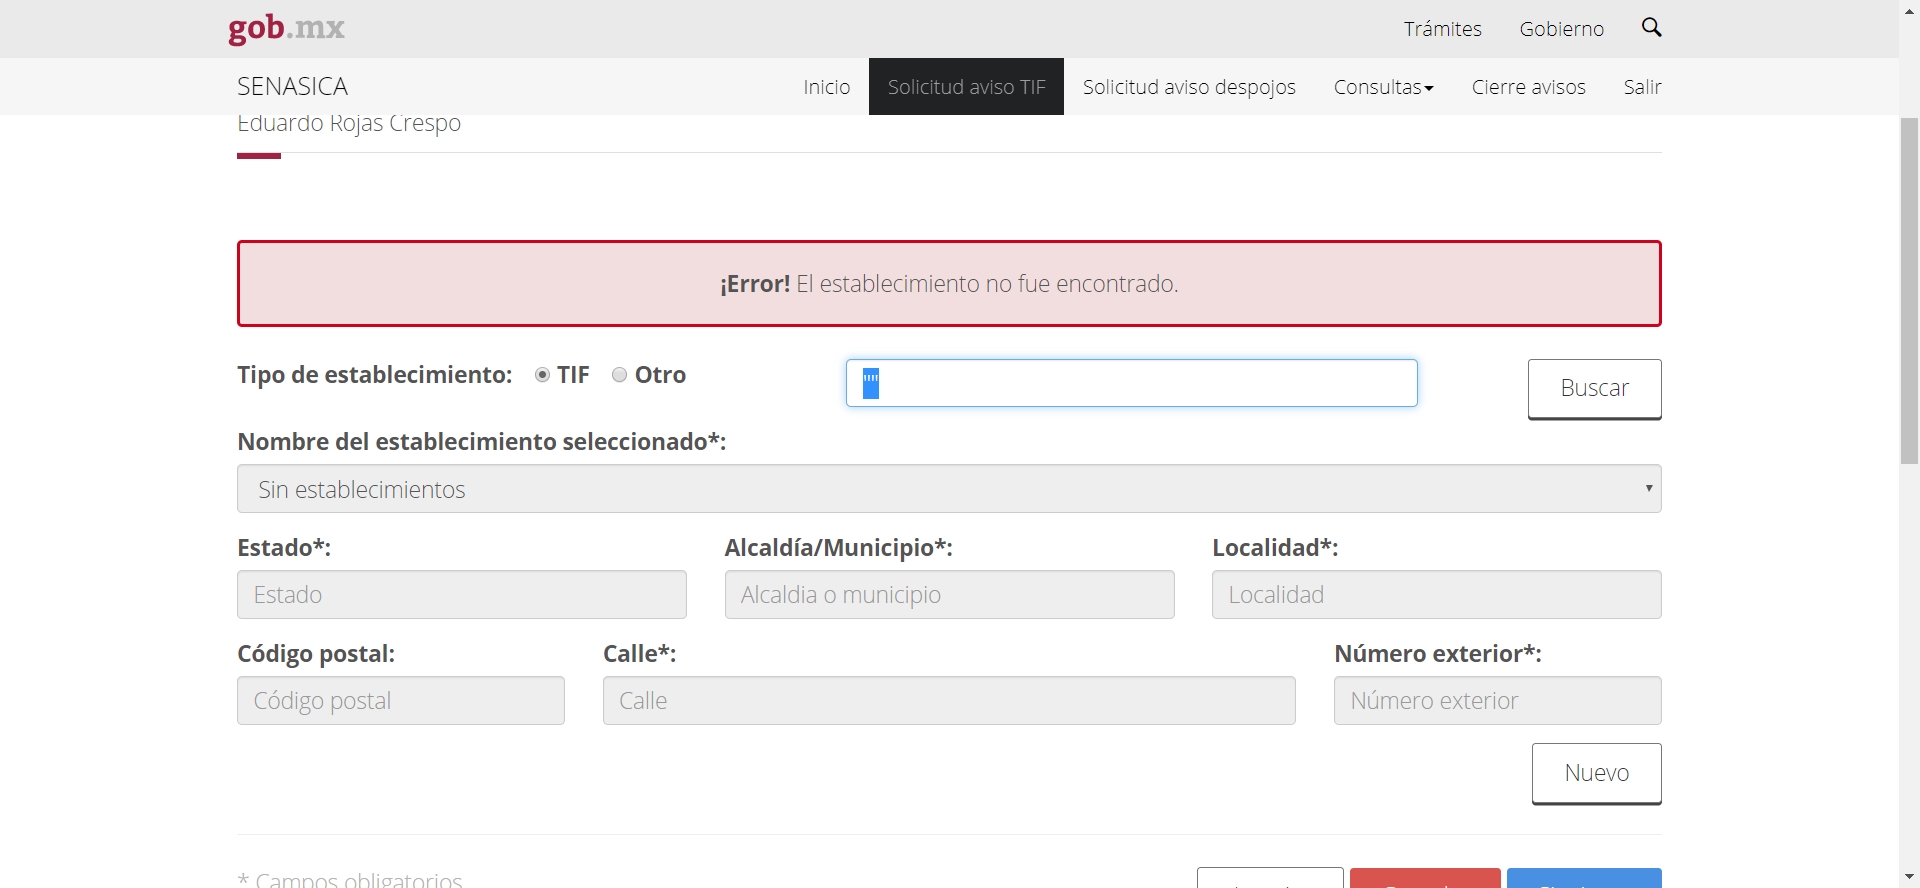 gob.mx
Trámites Gobierno
SENASICA
Inicio Solicitud aviso TIF Solicitud aviso despojos Consultas Cierre avisos Salir
Eduardo Rojas Crespo
¡Error! El establecimiento no fue encontrado.
Tipo de establecimiento: TIF Otro
Buscar
Nombre del establecimiento seleccionado*:
Sin establecimientos
Estado*: Alcaldía/Municipio*: Localidad*:
Estado Alcaldia o municipio Localidad
Código postal: Calle*: Número exterior*:
Código postal Calle Número exterior
Nuevo
* Campos obligatorios